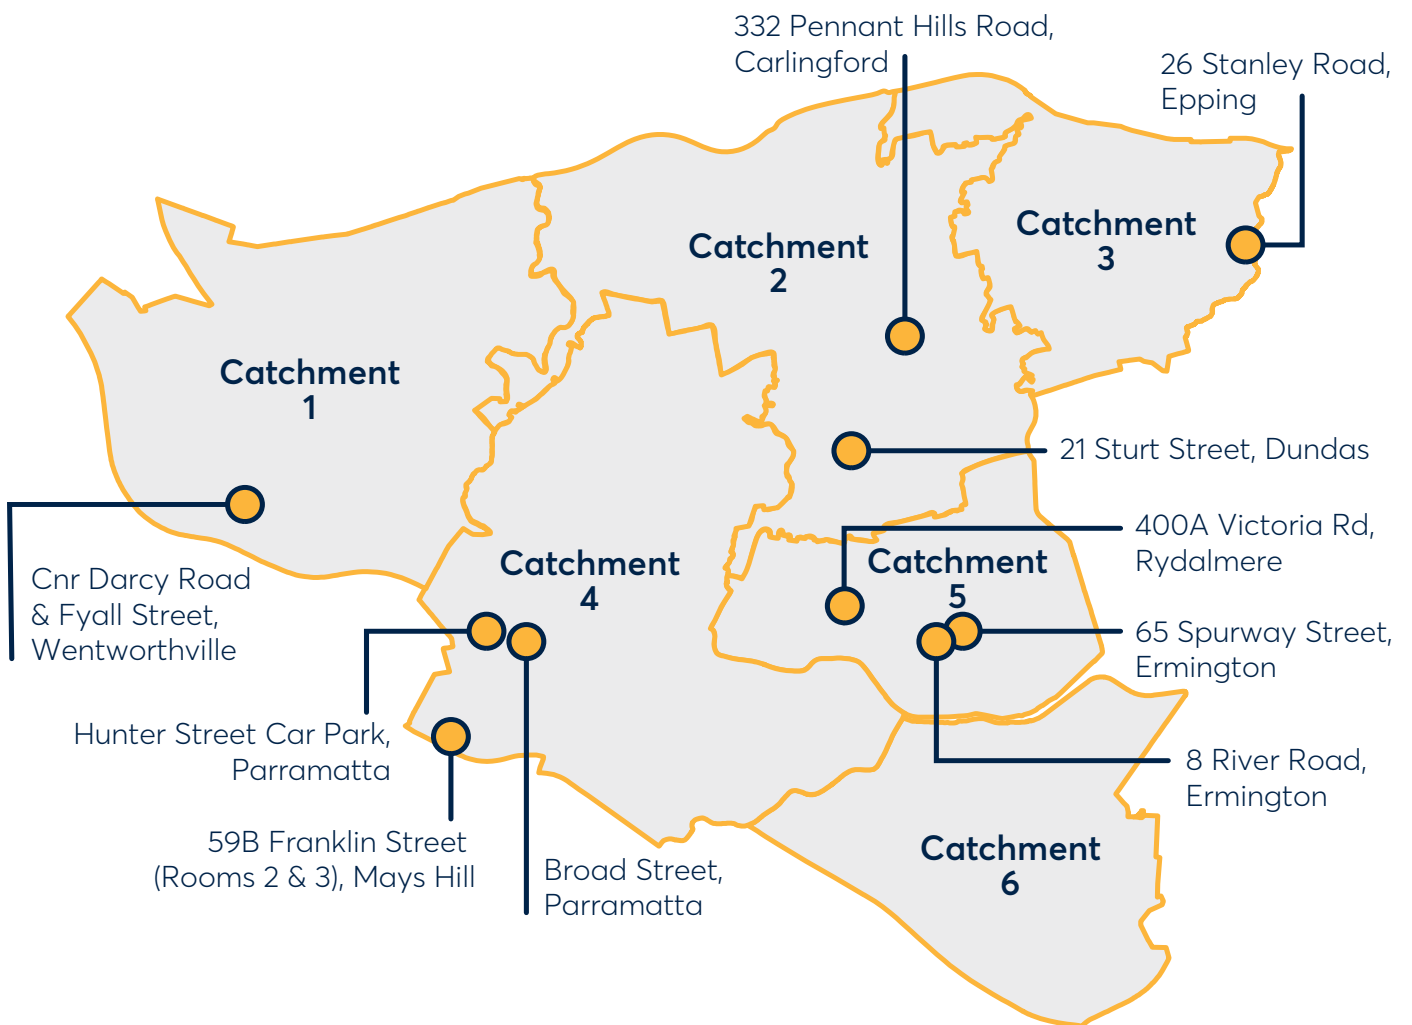 332 Pennant Hills Road,
Carlingford
26 Stanley Road,
Epping
Catchment
3
Catchment
2
Catchment
1
21 Sturt Street, Dundas
400A Victoria Rd,
Rydalmere
Catchment
5
Catchment
4
Cnr Darcy Road
& Fyall Street,
Wentworthville
65 Spurway Street,
Ermington
Hunter Street Car Park,
Parramatta
8 River Road,
Ermington
59B Franklin Street
(Rooms 2 & 3), Mays Hill
Broad Street,
Parramatta
Catchment
6